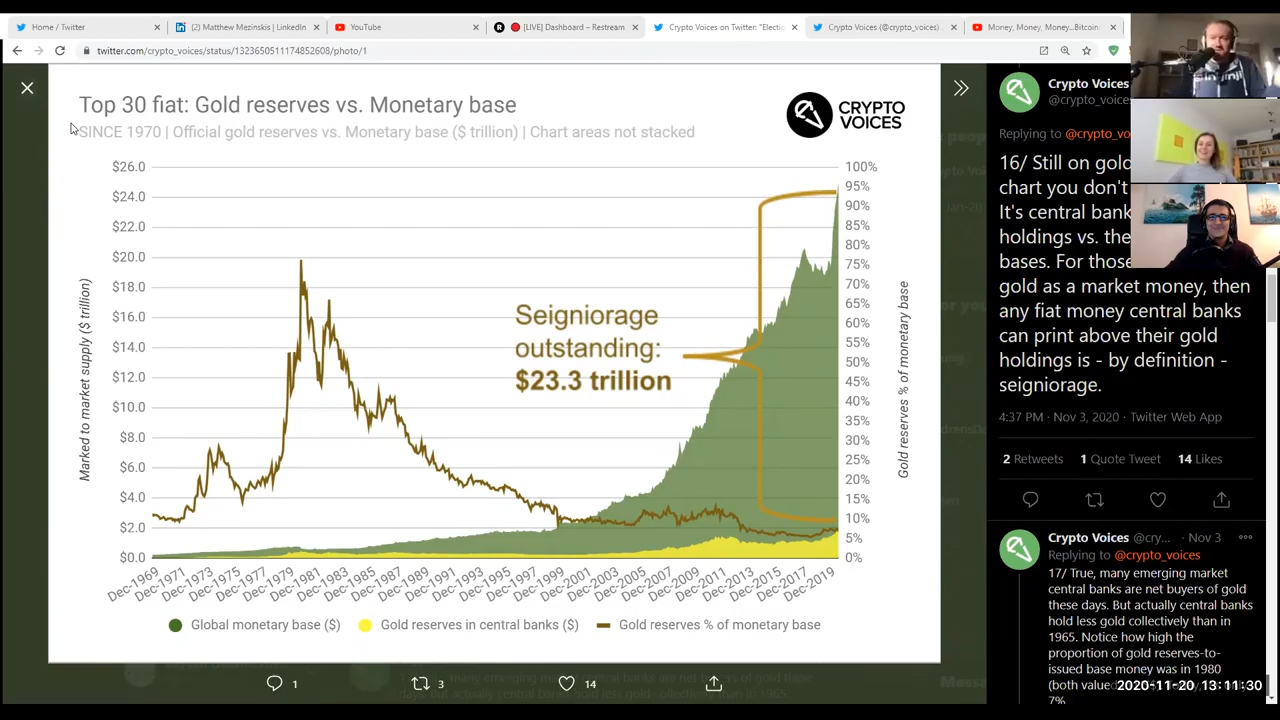 Home / Twitter
(2) Matthew Mezinskis | LinkedIn
YouTube
[LIVE] Dashboard – Restream
Crypto Voices on Twitter: "Electi
Crypto Voices (@crypto_voices)
Money, Money, Money...Bitcoin
twitter.com/crypto_voices/status/1323650511174852608/photo/1
Top 30 fiat: Gold reserves vs. Monetary base
SINCE 1970 | Official gold reserves vs. Monetary base ($ trillion) | Chart areas not stacked
CRYPTO
VOICES
Marked to market supply ($ trillion)
$26.0
$24.0
$22.0
$20.0
$18.0
$16.0
$14.0
$12.0
$10.0
$8.0
$6.0
$4.0
$2.0
$0.0
Seigniorage
outstanding:
$23.3 trillion
100%
95%
90%
85%
80%
75%
70%
65%
60%
55%
50%
45%
40%
35%
30%
25%
20%
15%
10%
5%
0%
Gold reserves % of monetary base
Dec-1969
Dec-1971
Dec-1973
Dec-1975
Dec-1977
Dec-1979
Dec-1981
Dec-1983
Dec-1985
Dec-1987
Dec-1989
Dec-1991
Dec-1993
Dec-1995
Dec-1997
Dec-1999
Dec-2001
Dec-2003
Dec-2005
Dec-2007
Dec-2009
Dec-2011
Dec-2013
Dec-2015
Dec-2017
Dec-2019
Global monetary base ($)
Gold reserves in central banks ($)
Gold reserves % of monetary base
1
3
14
Crypto Voices
@crypto_voices
Replying to @crypto_vo
16/ Still on gold
chart you don't
It's central bank
holdings vs. the
bases. For those
gold as a market money, then
any fiat money central banks
can print above their gold
holdings is - by definition -
seigniorage.
4:37 PM · Nov 3, 2020 · Twitter Web App
2 Retweets 1 Quote Tweet 14 Likes
Crypto Voices @cry... · Nov 3
Replying to @crypto_voices
17/ True, many emerging market
central banks are net buyers of gold
these days. But actually central banks
hold less gold collectively than in
1965. Notice how high the
proportion of gold reserves-to-
issued base money was in 1980
(both value
2020-11-20 13:11:30
7%